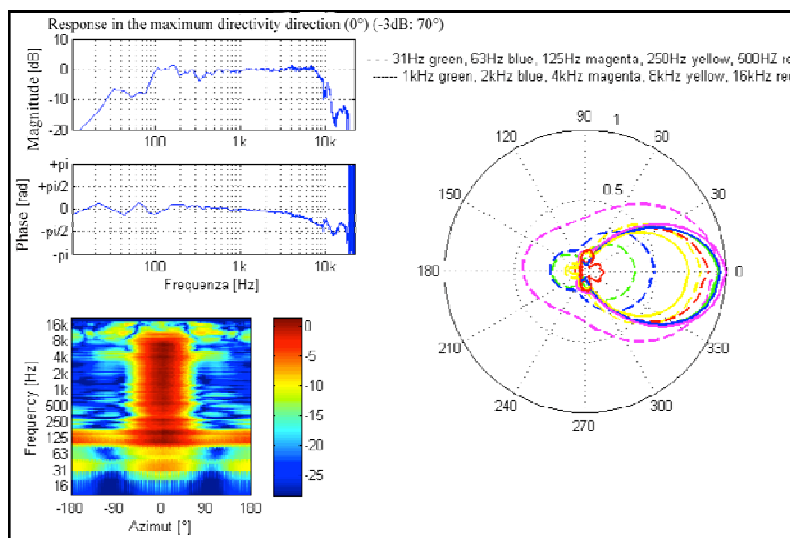 Response in the maximum directivity direction (0°) (-3dB: 70°)
10
0
-10
-20
Magnitude [dB]
100
1k
10k
+pi
+pi/2
0
-pi/2
-pi
Phase [rad]
100
1k
10k
Frequenza [Hz]
16k
8k
4k
2k
1k
500
250
125
63
31
16
Frequency [Hz]
-100
-90
0
90
180
Azimut [°]
0
-5
-10
-15
-20
-25
31Hz green, 63Hz blue, 125Hz magenta, 250Hz yellow, 500HZ re
1kHz green, 2kHz blue, 4kHz magenta, 8kHz yellow, 16kHz red
90
1
120
60
0.5
150
30
180
0
210
330
240
300
270